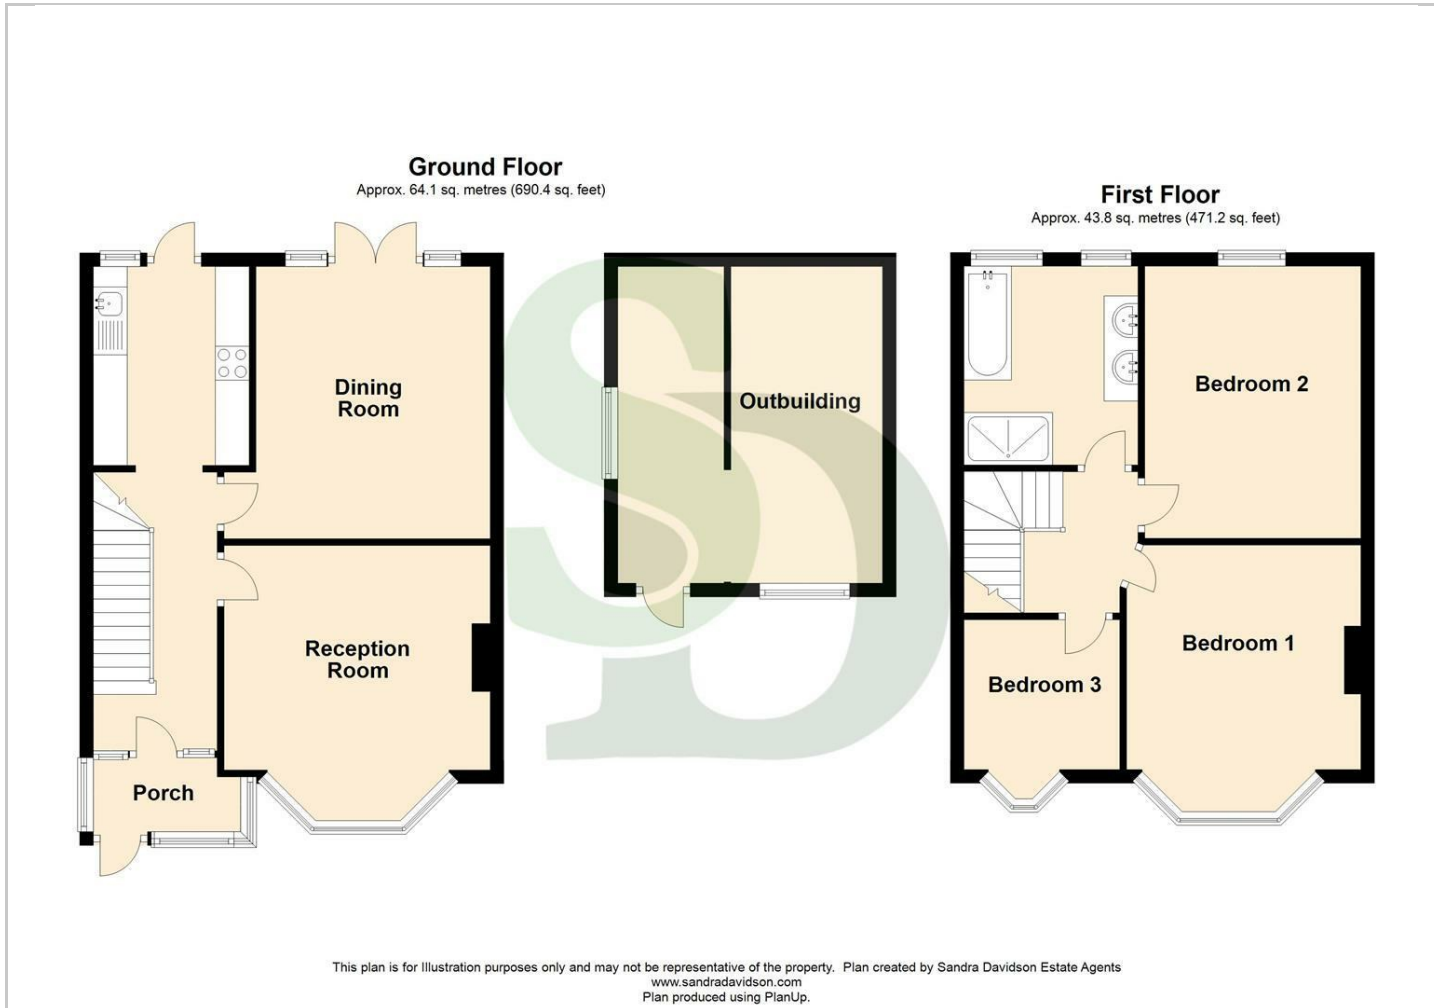 Ground Floor
Approx. 64.1 sq. metres (690.4 sq. feet)
First Floor
Approx. 43.8 sq. metres (471.2 sq. feet)
Dining
Room
Outbuilding
Bedroom 2
Reception
Room
Bedroom 1
Bedroom 3
Porch
SD
This plan is for Illustration purposes only and may not be representative of the property. Plan created by Sandra Davidson Estate Agents
www.sandradavidson.com
Plan produced using PlanUp.